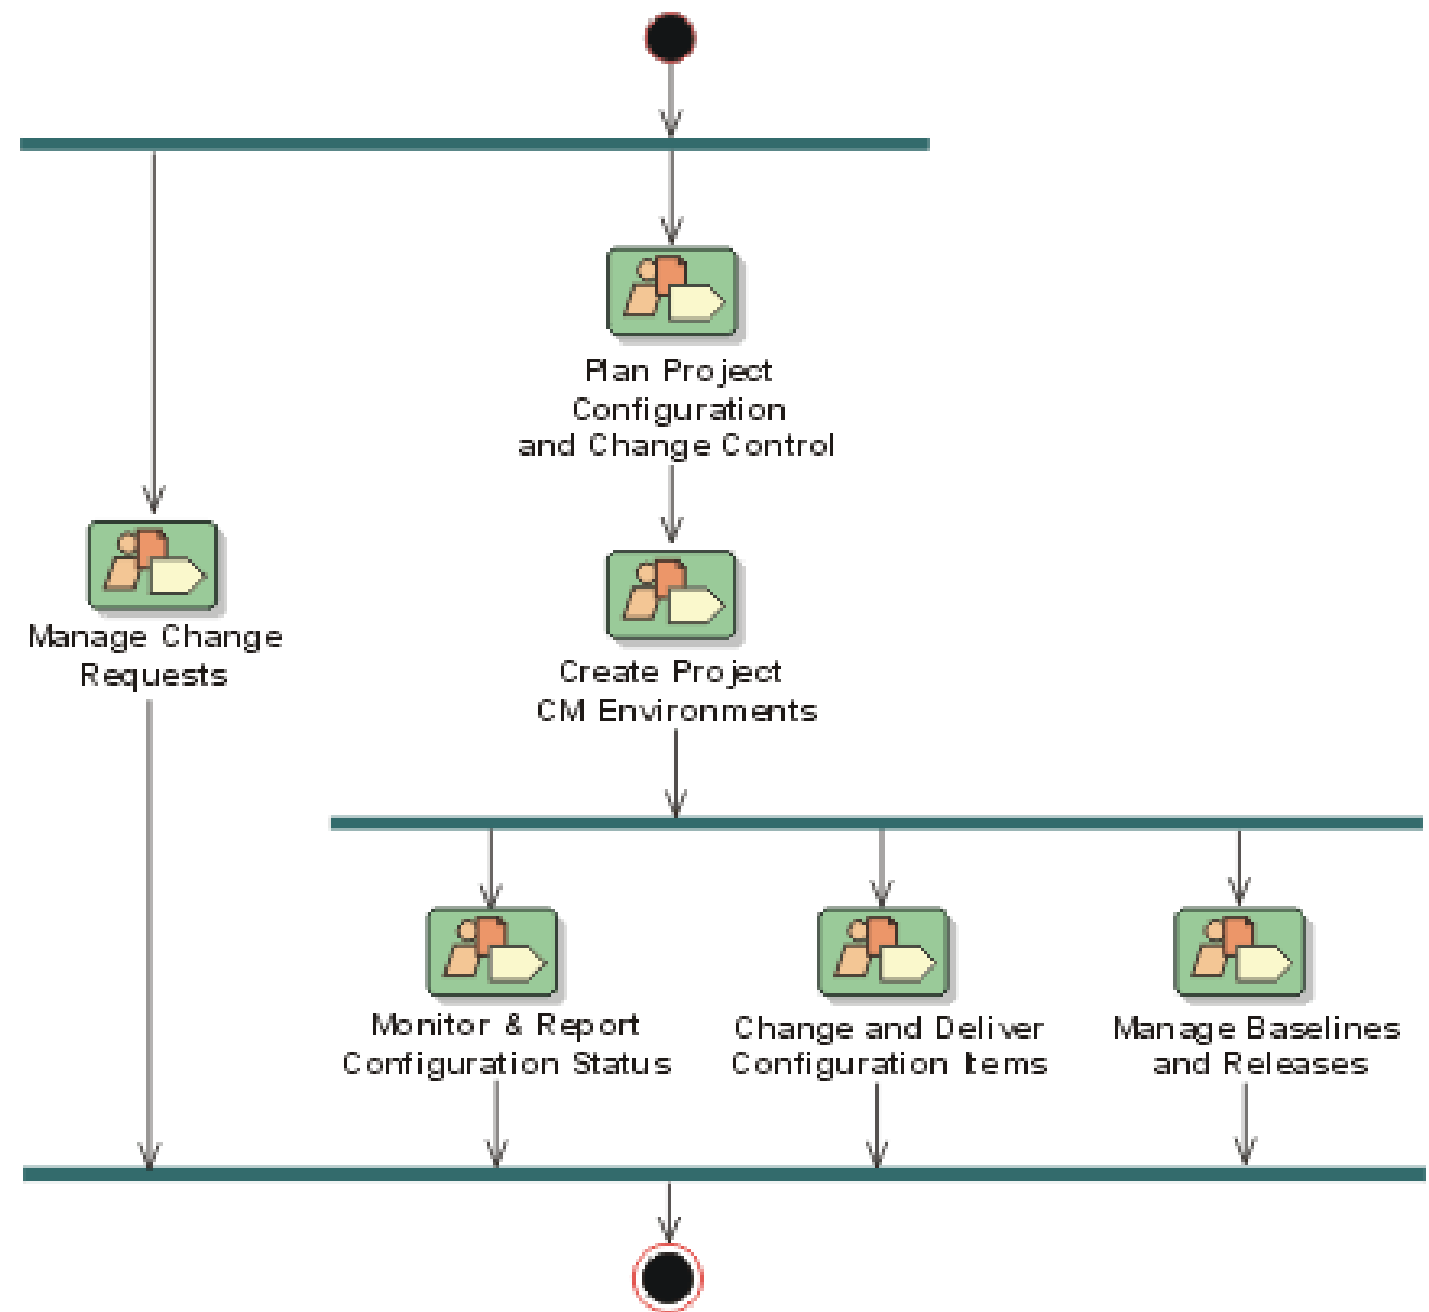 Plan Project
Configuration
and Change Control
Manage Change
Requests
Create Project
CM Environments
Monitor & Report
Configuration Status
Change and Deliver
Configuration Items
Manage Baselines
and Releases